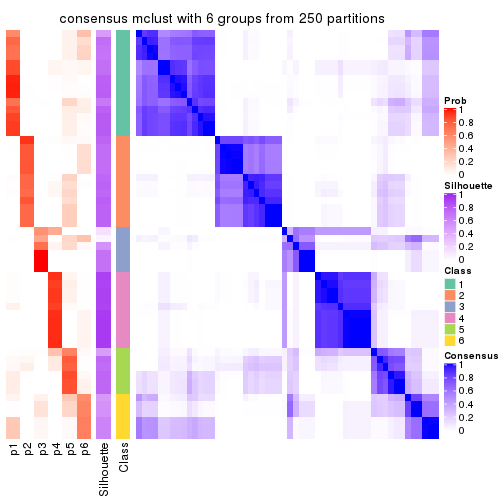 consensus mclust with 6 groups from 250 partitions
Prob
1
0.8
0.6
0.4
0.2
0
Silhouette
1
0.8
0.6
0.4
0.2
0
Class
1
2
3
4
5
6
Consensus
1
0.8
0.6
0.4
0.2
0
p1
p2
p3
p4
p5
p6
Silhouette
Class